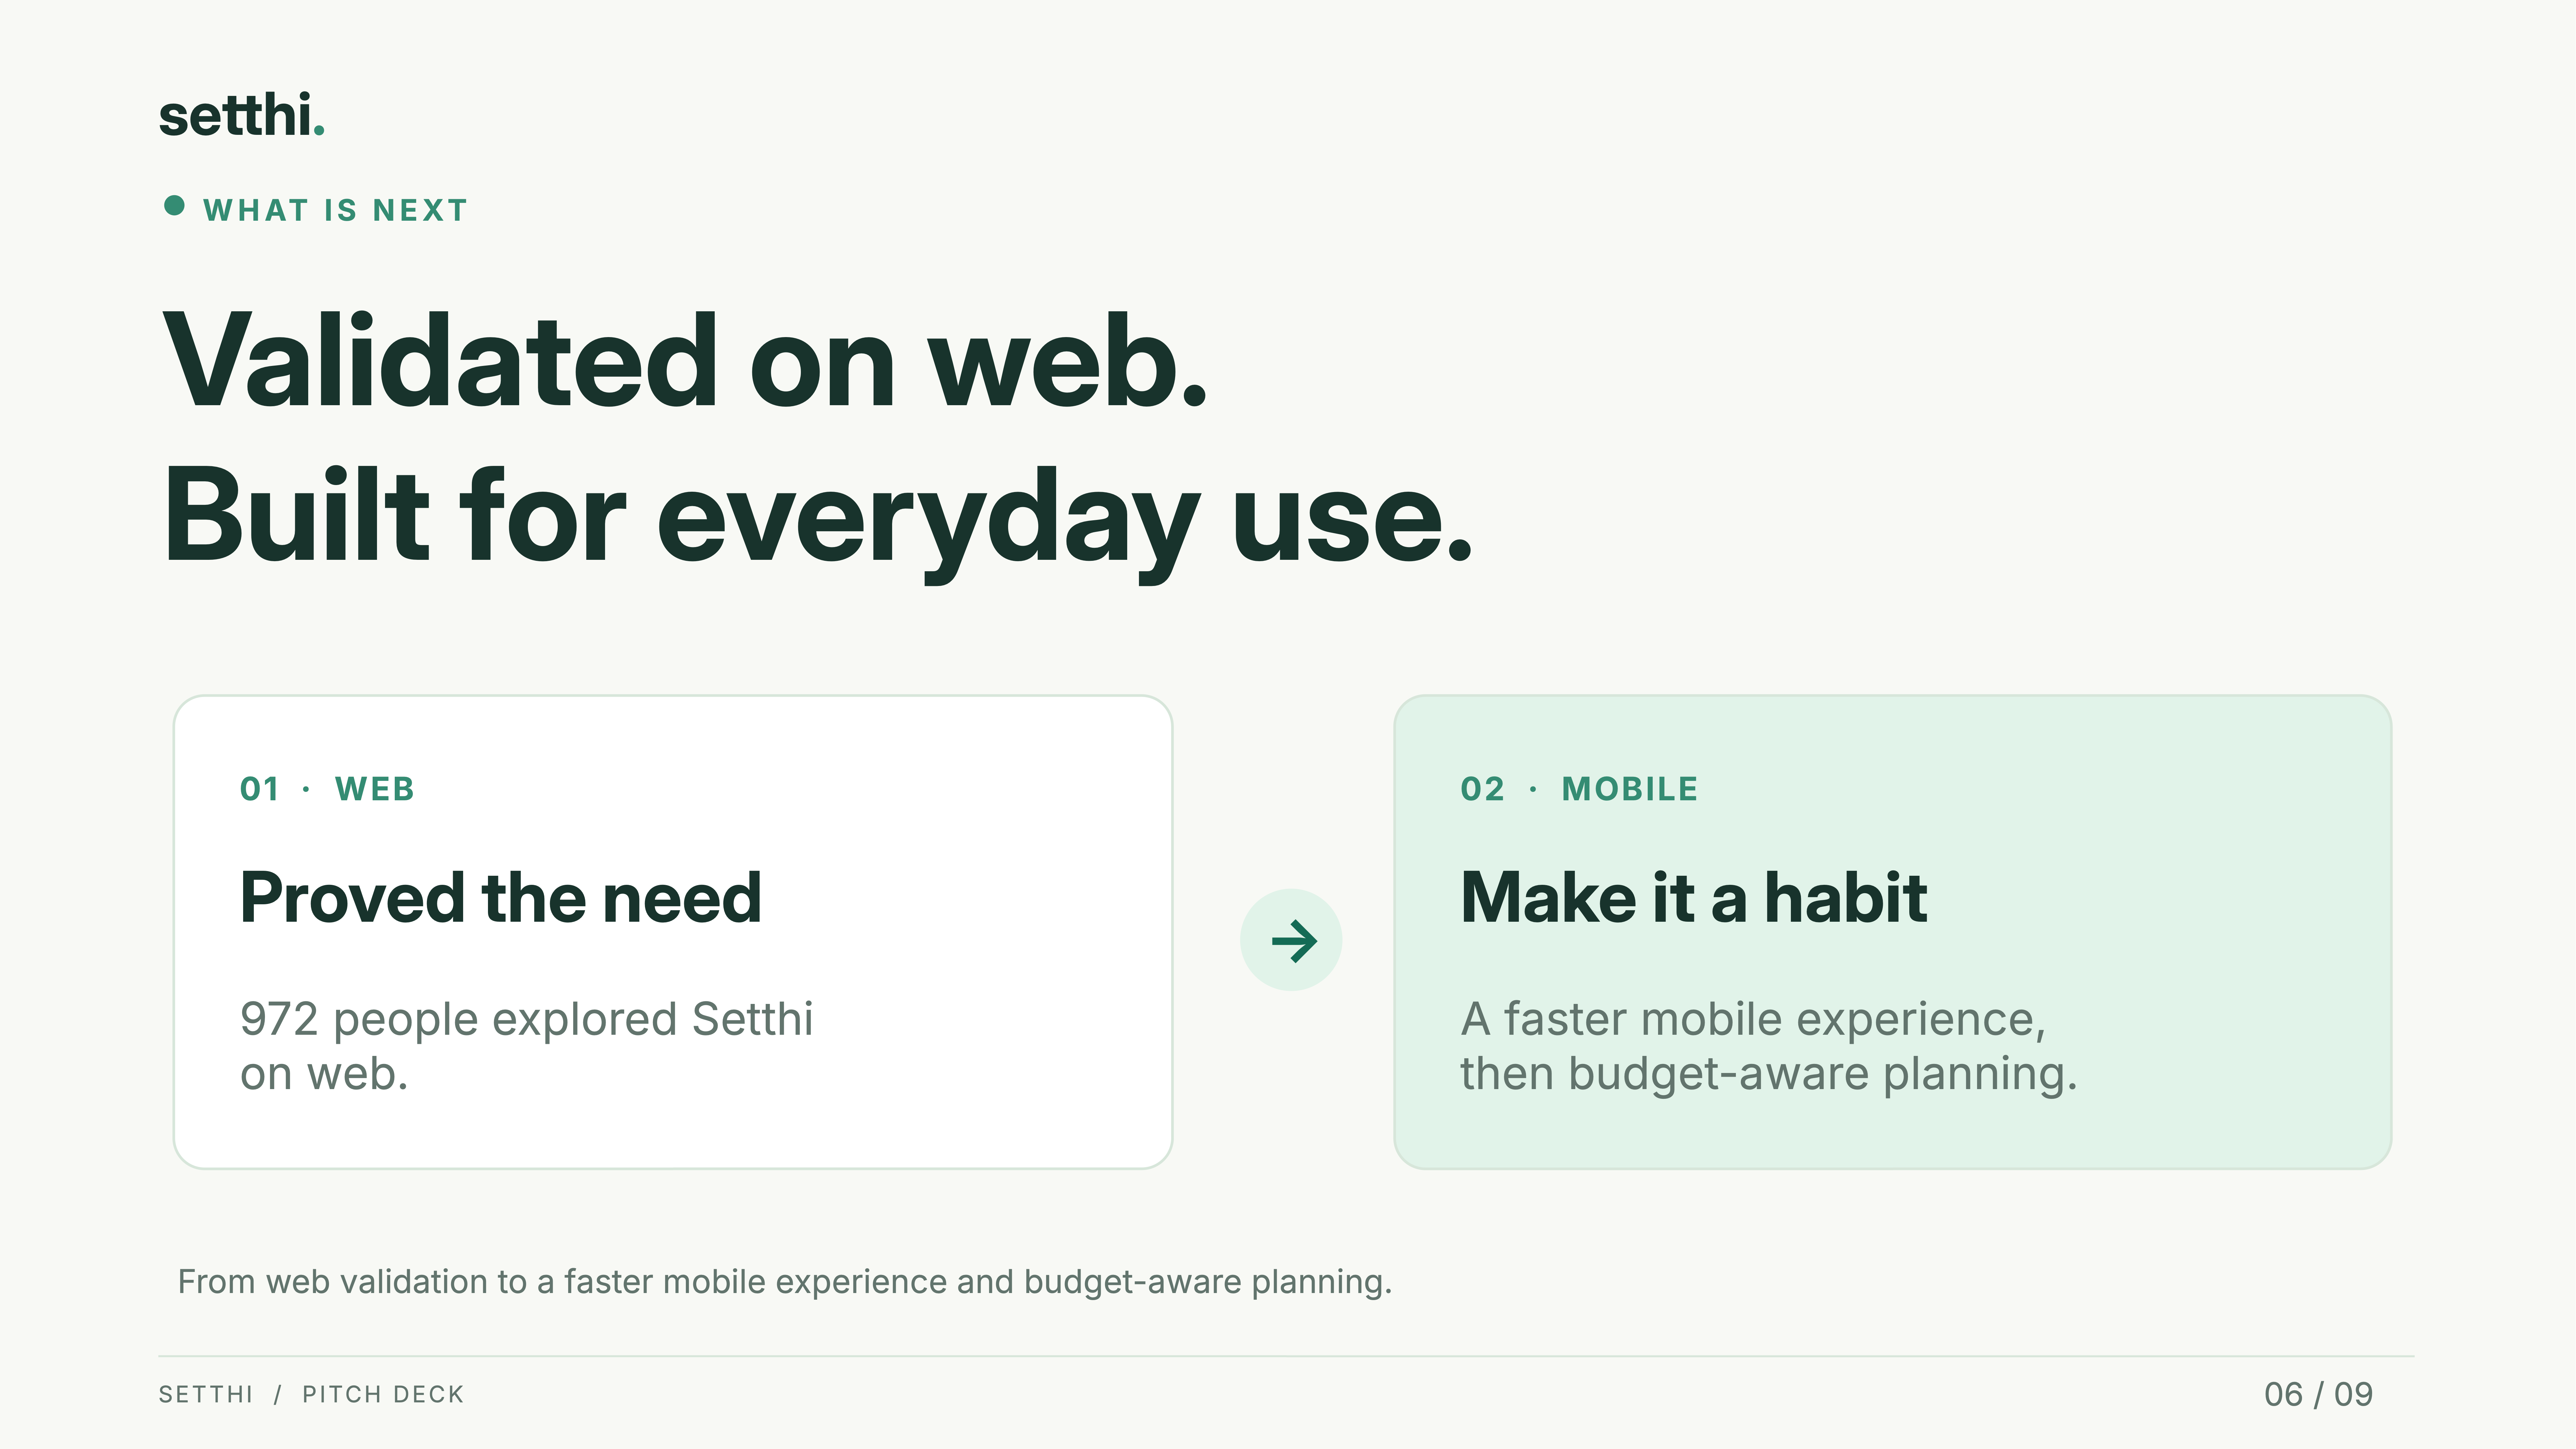 setthi.
WHAT IS NEXT
Validated on web.
Built for everyday use.
01 · WEB
Proved the need
972 people explored Setthi
on web.
→
02 · MOBILE
Make it a habit
A faster mobile experience,
then budget-aware planning.
From web validation to a faster mobile experience and budget-aware planning.
SETTHI / PITCH DECK
06 / 09